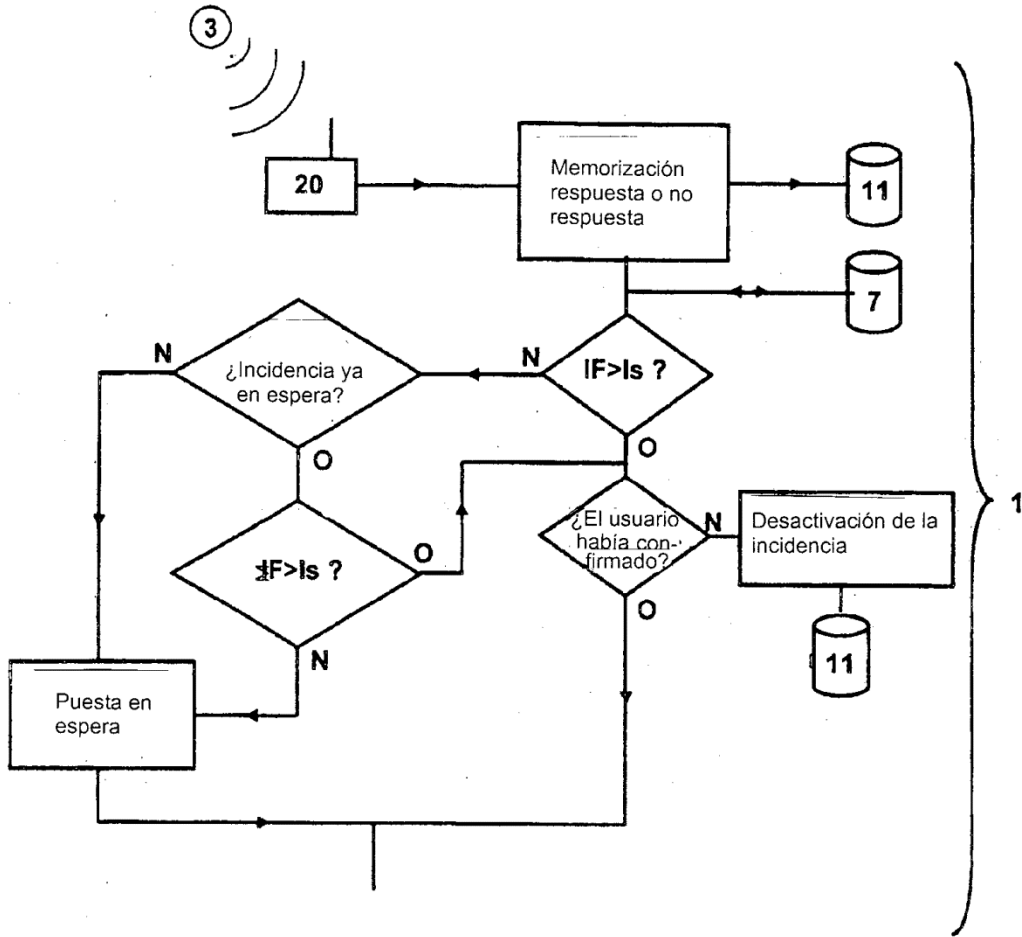 3
20
Memorización
respuesta o no
respuesta
11
7
N
¿Incidencia ya
en espera?
N
IF>Is ?
O
O
¿El usuario
había con-
firmado?
N
Desactivación de la
incidencia
1
IF>Is ?
O
O
11
N
Puesta en
espera